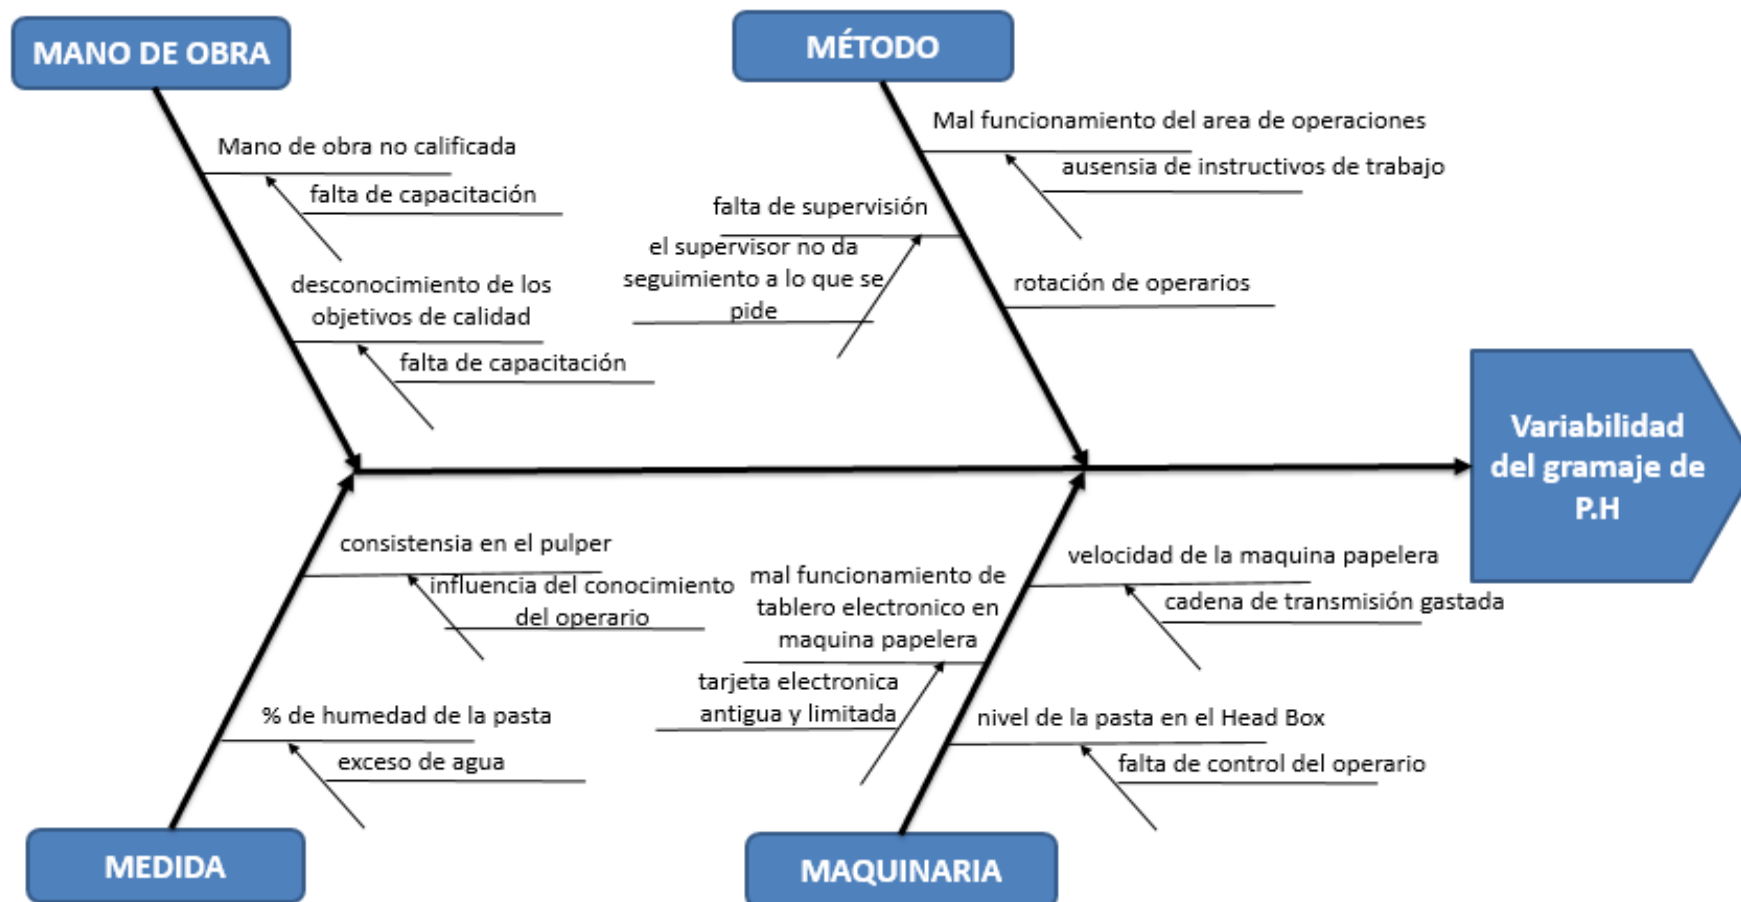 MANO DE OBRA
MÉTODO
Mano de obra no calificada
falta de capacitación
desconocimiento de los
objetivos de calidad
falta de capacitación
Mal funcionamiento del area de operaciones
ausensia de instructivos de trabajo
falta de supervisión
el supervisor no da
seguimiento a lo que se
pide
rotación de operarios
Variabilidad
del gramaje de
P.H
consistensia en el pulper
influencia del conocimiento
del operario
% de humedad de la pasta
exceso de agua
velocidad de la maquina papelera
cadena de transmisión gastada
mal funcionamiento de
tablero electronico en
maquina papelera
tarjeta electronica
antigua y limitada
nivel de la pasta en el Head Box
falta de control del operario
MEDIDA
MAQUINARIA